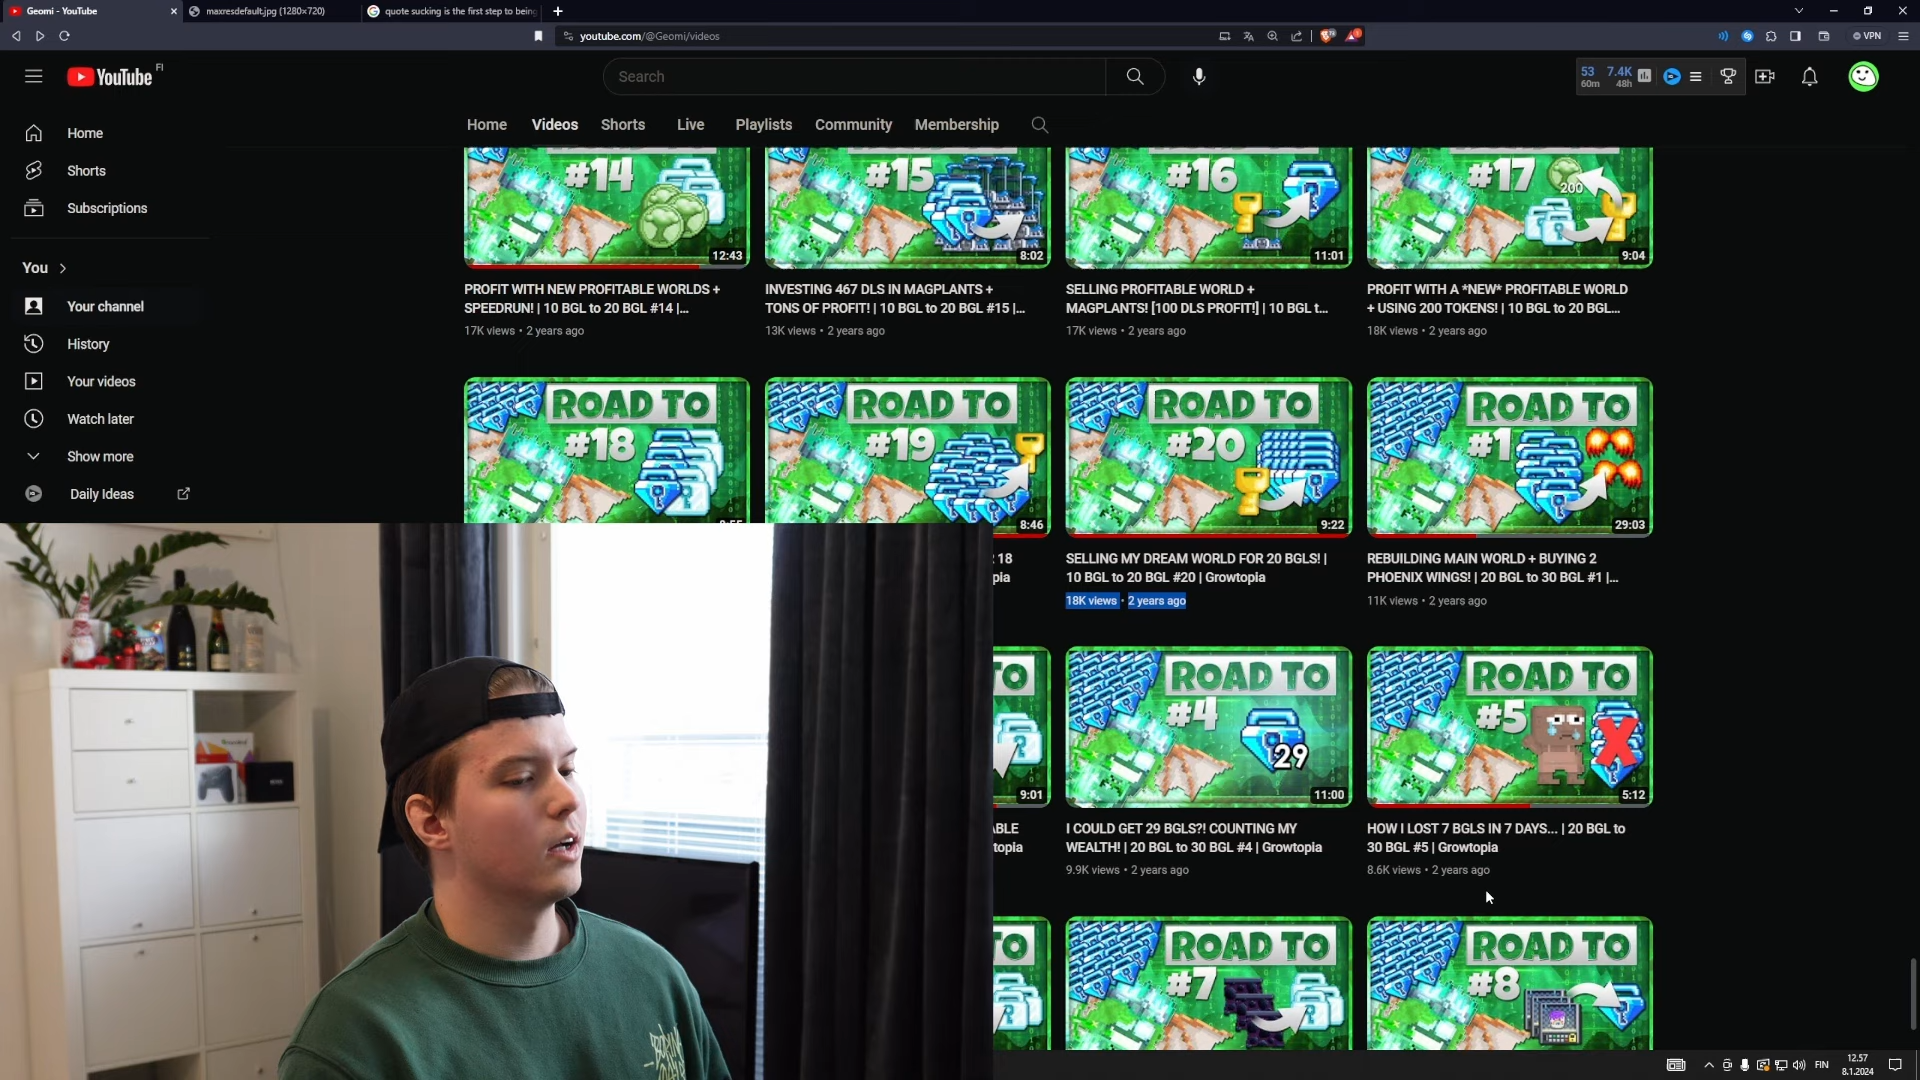 Geomi - YouTube
maxresdefault.jpg (1280×720)
quote sucking is the first step to being
youtube.com/@Geomi/videos
VPN
YouTube FI
Search
53 60m
7.4K 48h
Home
Videos
Shorts
Live
Playlists
Community
Membership
Home
Shorts
Subscriptions
You
Your channel
History
Your videos
Watch later
Show more
Daily Ideas
#14
12:43
PROFIT WITH NEW PROFITABLE WORLDS +
SPEEDRUN! | 10 BGL to 20 BGL #14 |...
17K views • 2 years ago
#15
8:02
INVESTING 467 DLS IN MAGPLANTS +
TONS OF PROFIT! | 10 BGL to 20 BGL #15 |...
13K views • 2 years ago
#16
11:01
SELLING PROFITABLE WORLD +
MAGPLANTS! [100 DLS PROFIT!] | 10 BGL t...
17K views • 2 years ago
#17
200
9:04
PROFIT WITH A *NEW* PROFITABLE WORLD
+ USING 200 TOKENS! | 10 BGL to 20 BGL...
18K views • 2 years ago
ROAD TO
#18
ROAD TO
#19
8:46
18
pia
ROAD TO
#20
9:22
SELLING MY DREAM WORLD FOR 20 BGLS! |
10 BGL to 20 BGL #20 | Growtopia
18K views • 2 years ago
ROAD TO
#1
29:03
REBUILDING MAIN WORLD + BUYING 2
PHOENIX WINGS! | 20 BGL to 30 BGL #1 |...
11K views • 2 years ago
TO
9:01
ABLE
topia
ROAD TO
#4
29
11:00
I COULD GET 29 BGLS?! COUNTING MY
WEALTH! | 20 BGL to 30 BGL #4 | Growtopia
9.9K views • 2 years ago
ROAD TO
#5
5:12
HOW I LOST 7 BGLS IN 7 DAYS... | 20 BGL to
30 BGL #5 | Growtopia
8.6K views • 2 years ago
TO
ROAD TO
#7
ROAD TO
#8
FIN
12.57
8.1.2024